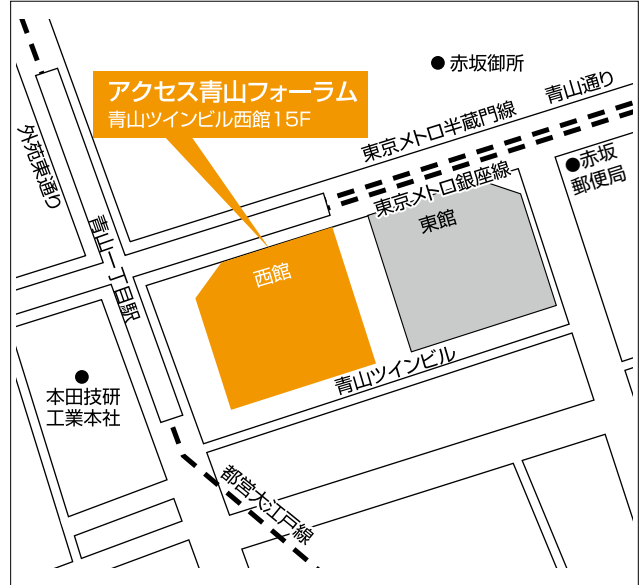 赤坂御所
アクセス青山フォーラム
青山ツインビル西館15F
青山通り
東京メトロ半蔵門線
外苑東通り
赤坂
郵便局
東京メトロ銀座線
東館
青山一丁目駅
西館
青山ツインビル
本田技研
工業本社
都営大江戸線